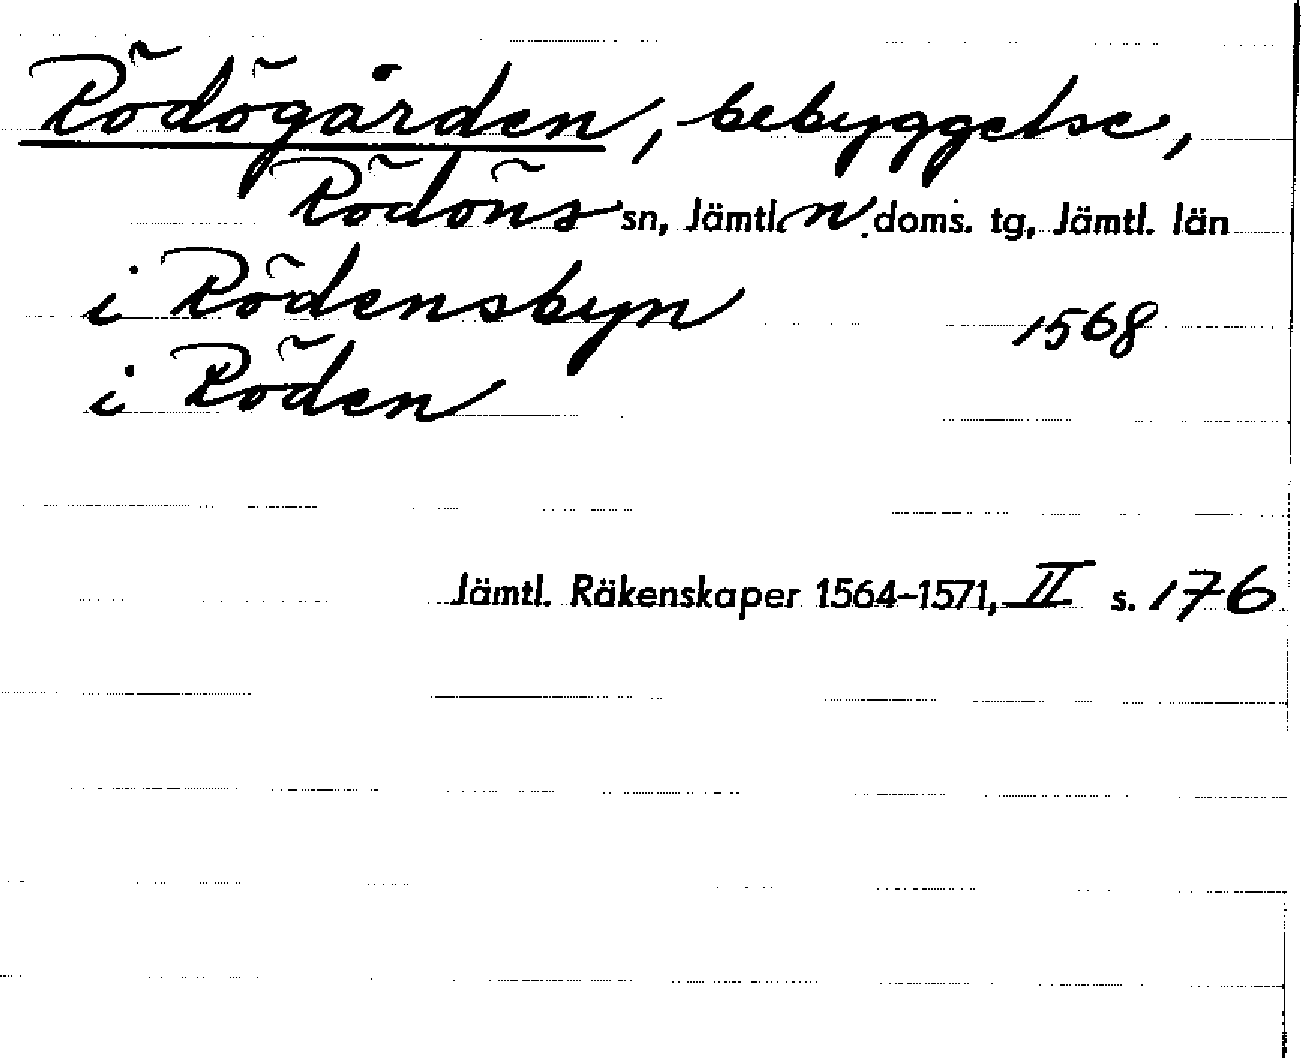 Rödögården, bebyggelse,
Rödöns sn, Jämtl. n. doms. tg, Jämtl. län
i Rödensbyn 1568
i Röden
Jämtl. Räkenskaper 1564–1571, II s. 176